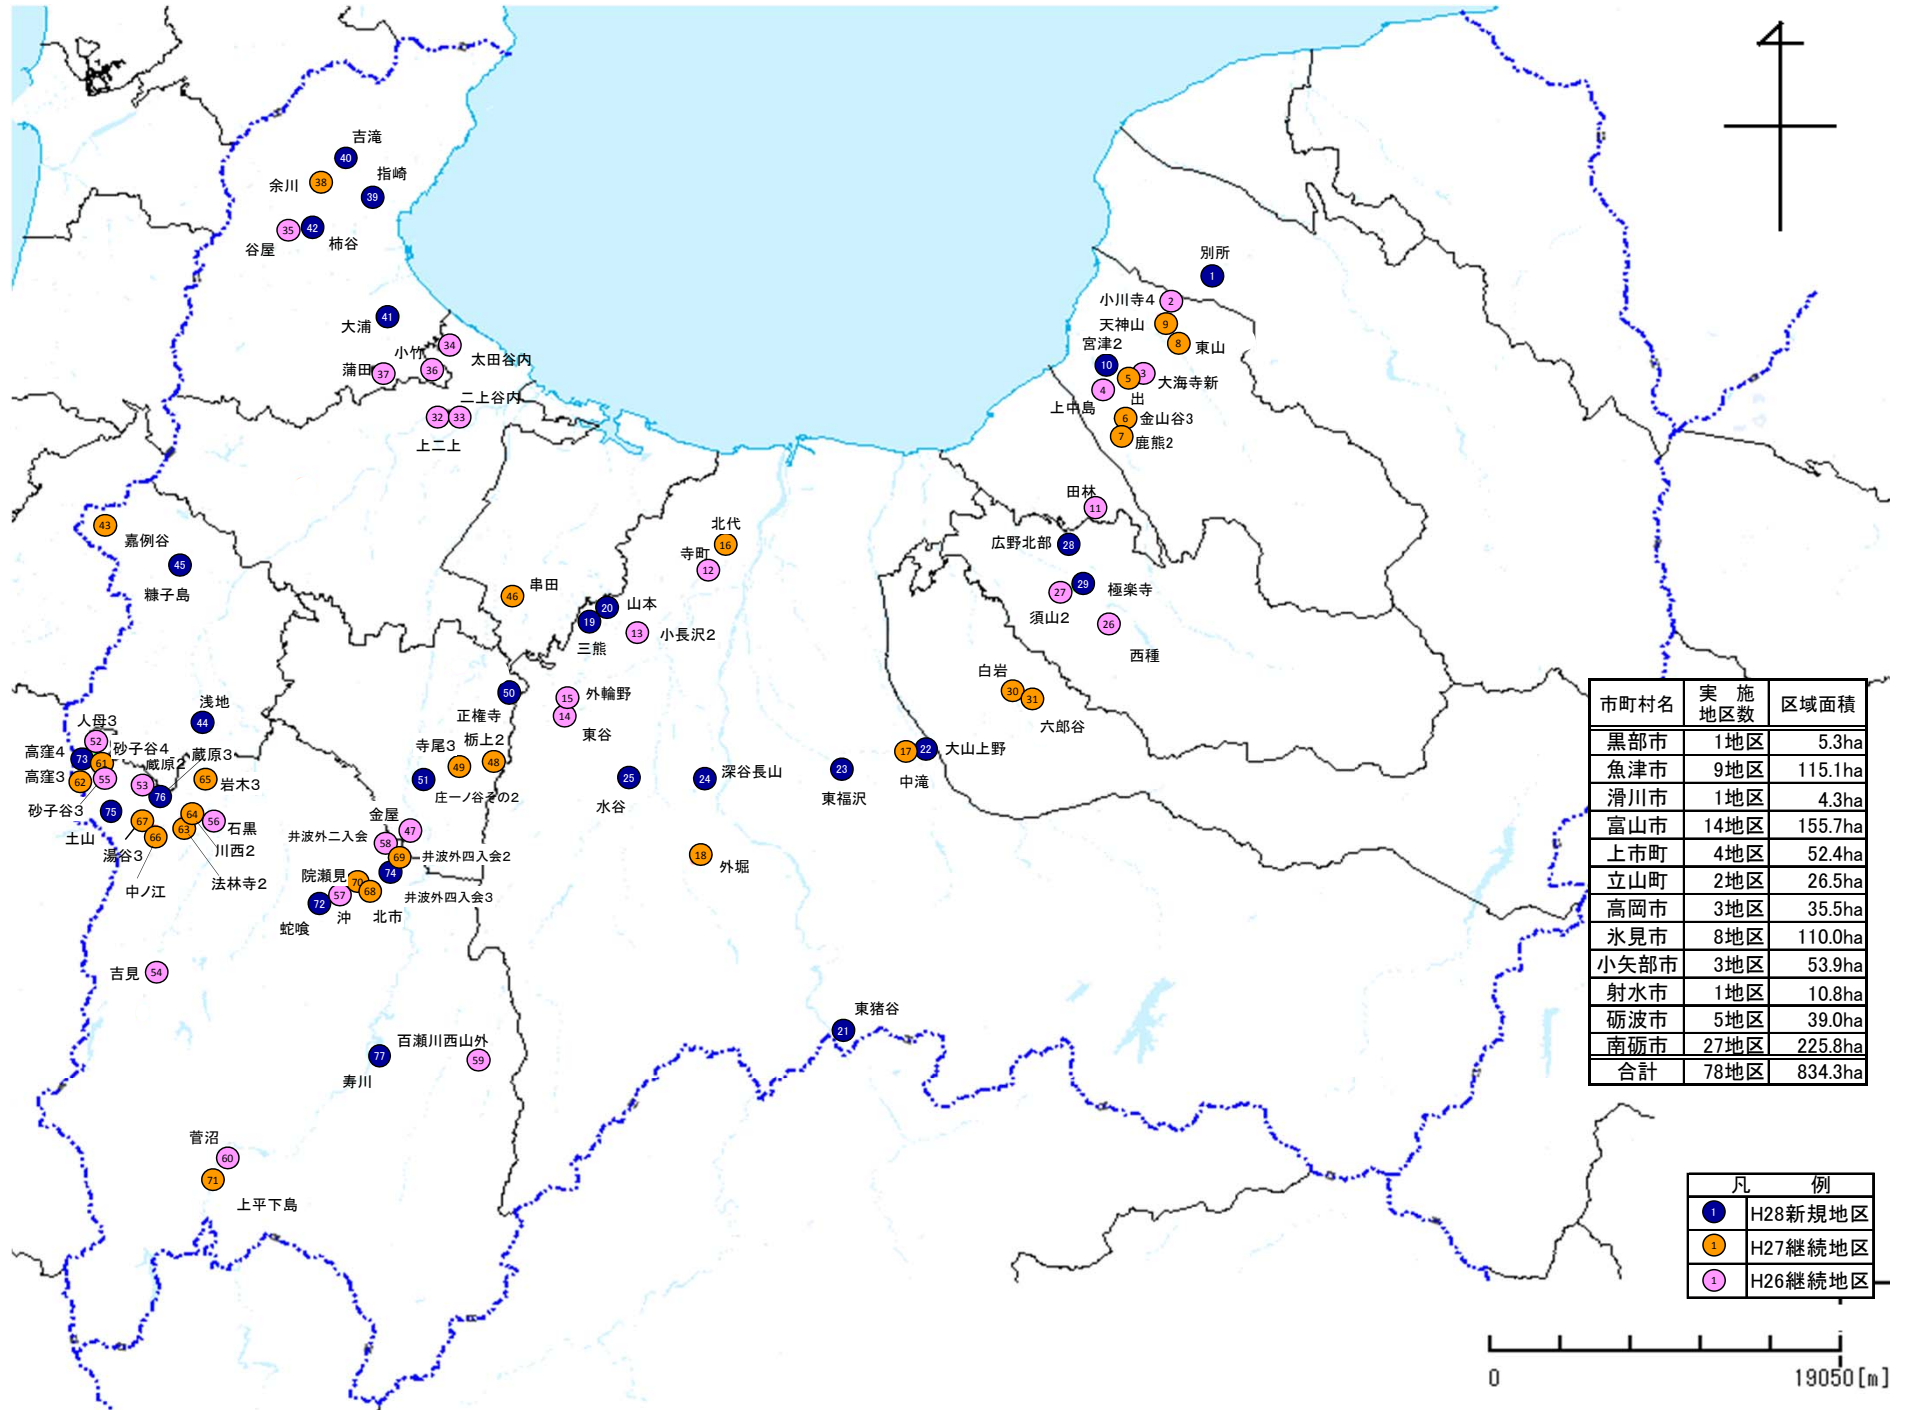 吉滝
40
指崎
余川
38
39
35
42
谷屋
柿谷
別所
1
小川寺4
2
天神山
9
大浦
41
宮津2
8
東山
小竹
34
太田谷内
10
3
蒲田
37
36
5
大海寺新
出
4
上中島
二上谷内
32
33
6
金山谷3
上二上
7
鹿熊2
田林
11
43
嘉例谷
北代
16
広野北部
28
45
糠子島
寺町
12
串田
46
29
極楽寺
27
須山2
20
山本
19
三熊
13
小長沢2
26
西種
白岩
30
31
六郎谷
50
正権寺
15
外輪野
14
東谷
浅地
44
人母3
52
高窪4
73
砂子谷4
61
蔵原2
蔵原3
高窪3
62
55
53
76
65
岩木3
砂子谷3
75
土山
67
湯谷3
66
中ノ江
64
63
56
石黒
川西2
法林寺2
寺尾3
栃上2
49
48
51
庄一ノ谷その2
金屋
47
井波外二入会
58
69
井波外四入会2
74
井波外四入会3
院瀬見
70
68
57
72
蛇喰
沖
北市
25
水谷
24
深谷長山
23
東福沢
17
22
大山上野
中滝
18
外堀
吉見
54
東猪谷
21
77
寿川
百瀬川西山外
59
菅沼
60
71
上平下島
市町村名 実 施 地区数 区域面積
黒部市 1地区 5.3ha
魚津市 9地区 115.1ha
滑川市 1地区 4.3ha
富山市 14地区 155.7ha
上市町 4地区 52.4ha
立山町 2地区 26.5ha
高岡市 3地区 35.5ha
氷見市 8地区 110.0ha
小矢部市 3地区 53.9ha
射水市 1地区 10.8ha
砺波市 5地区 39.0ha
南砺市 27地区 225.8ha
合計 78地区 834.3ha
凡 例
1 H28新規地区
1 H27継続地区
1 H26継続地区
0 19050[m]